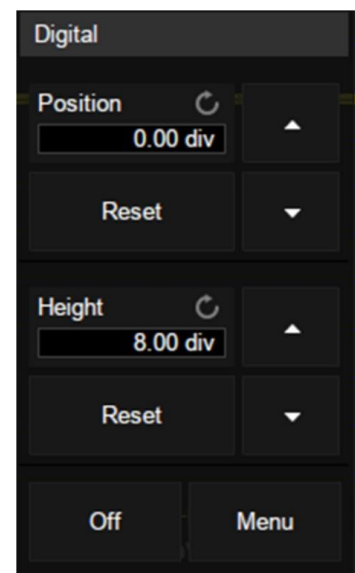 Digital
Position
0.00 div
Reset
Height
8.00 div
Reset
Off Menu